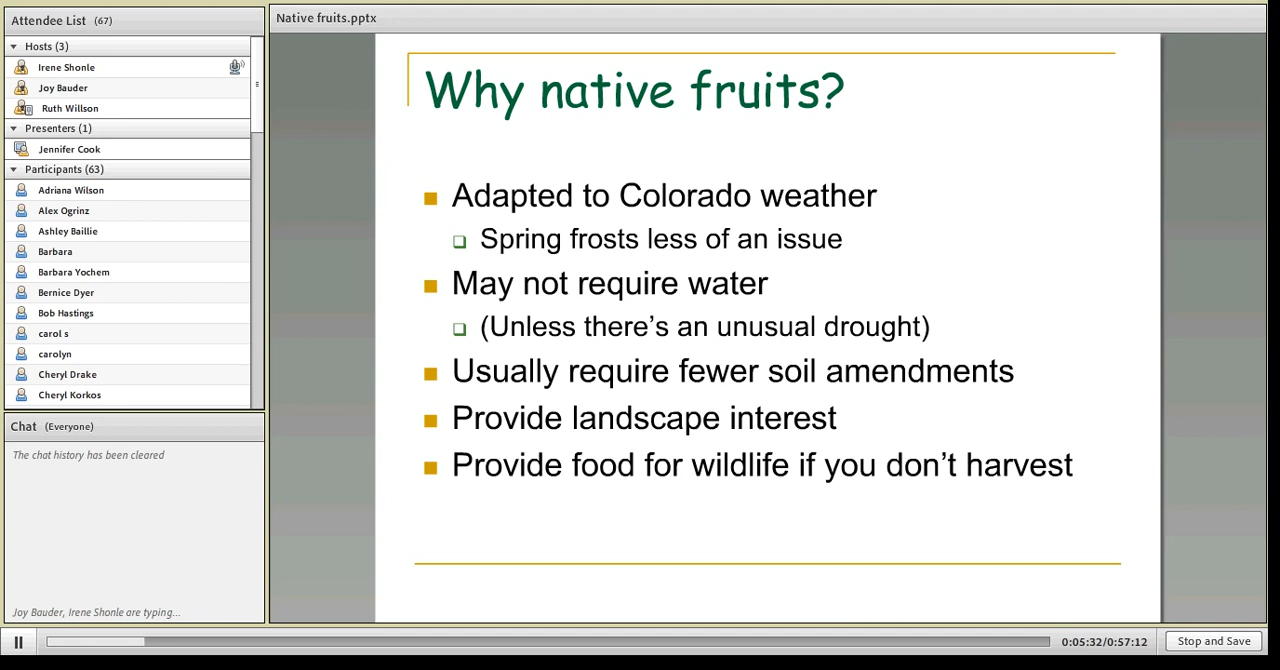 Attendee List (67)
Hosts (3)
Irene Shonle
Joy Bauder
Ruth Willson
Presenters (1)
Jennifer Cook
Participants (63)
Adriana Wilson
Alex Ogrinz
Ashley Baillie
Barbara
Barbara Yochem
Bernice Dyer
Bob Hastings
carol s
carolyn
Cheryl Drake
Cheryl Korkos
Chat (Everyone)
The chat history has been cleared
Joy Bauder, Irene Shonle are typing...
Native fruits.pptx
Why native fruits?
Adapted to Colorado weather
Spring frosts less of an issue
May not require water
(Unless there’s an unusual drought)
Usually require fewer soil amendments
Provide landscape interest
Provide food for wildlife if you don’t harvest
0:05:32/0:57:12
Stop and Save